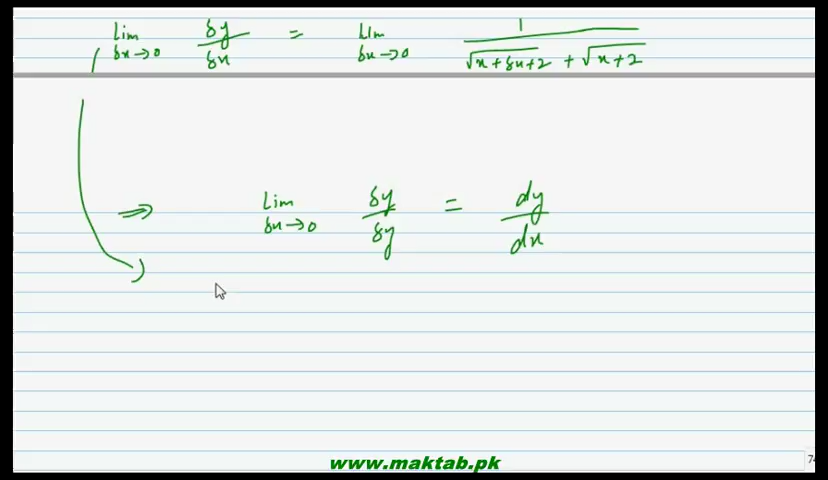 Lim δx→0 δy/δx = Lim δx→0 1/(√x+δx+2 + √x+2)
⇒ Lim δx→0 δy/δy = dy/dx
www.maktab.pk